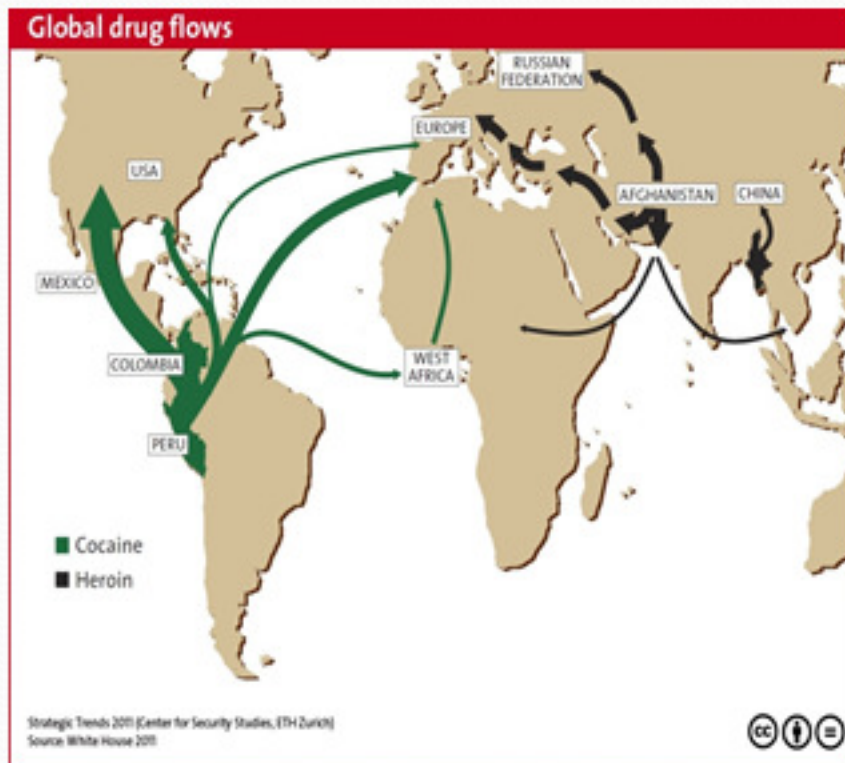 Global drug flows
RUSSIAN
FEDERATION
EUROPE
USA
AFGHANISTAN
CHINA
MEXICO
COLOMBIA
WEST
AFRICA
PERU
Cocaine
Heroin
Strategic Trends 2011 (Center for Security Studies, ETH Zurich)
Source: White House 2011
cc